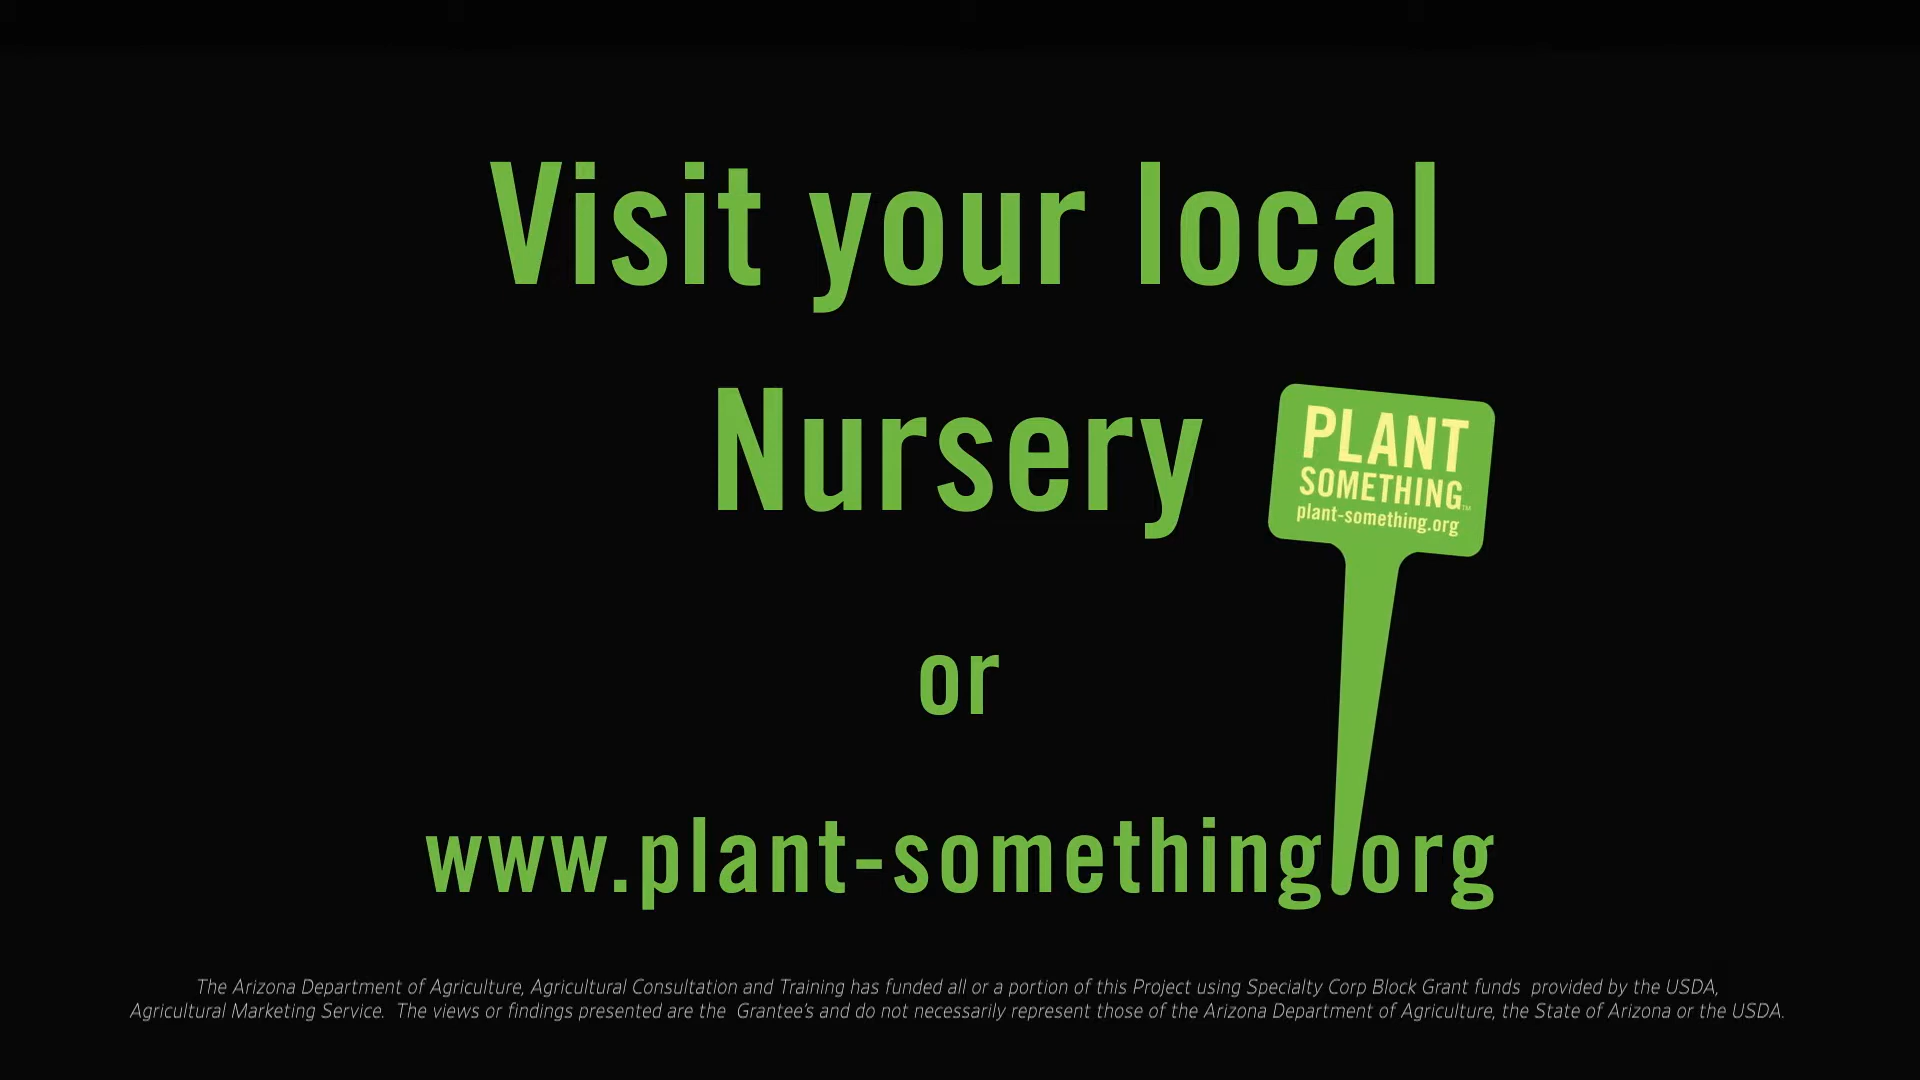 Visit your local
Nursery
PLANT
SOMETHING™
plant-something.org
or
www.plant-something.org
The Arizona Department of Agriculture, Agricultural Consultation and Training has funded all or a portion of this Project using Specialty Corp Block Grant funds provided by the USDA,
Agricultural Marketing Service. The views or findings presented are the Grantee's and do not necessarily represent those of the Arizona Department of Agriculture, the State of Arizona or the USDA.